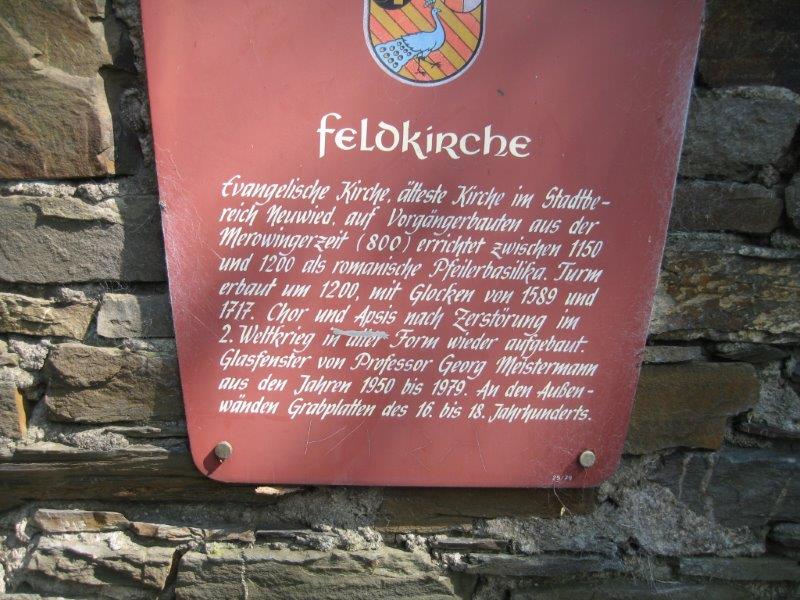 Feldkirche
Evangelische Kirche, älteste Kirche im Stadtbe-
reich Neuwied, auf Vorgängerbauten aus der
Merowingerzeit (800) errichtet zwischen 1150
und 1200 als romanische Pfeilerbasilika. Turm
erbaut um 1200, mit Glocken von 1589 und
1717. Chor und Apsis nach Zerstörung im
2. Weltkrieg in alter Form wieder aufgebaut.
Glasfenster von Professor Georg Meistermann
aus den Jahren 1950 bis 1979. An den Außen-
wänden Grabplatten des 16. bis 18. Jahrhunderts.
25/79